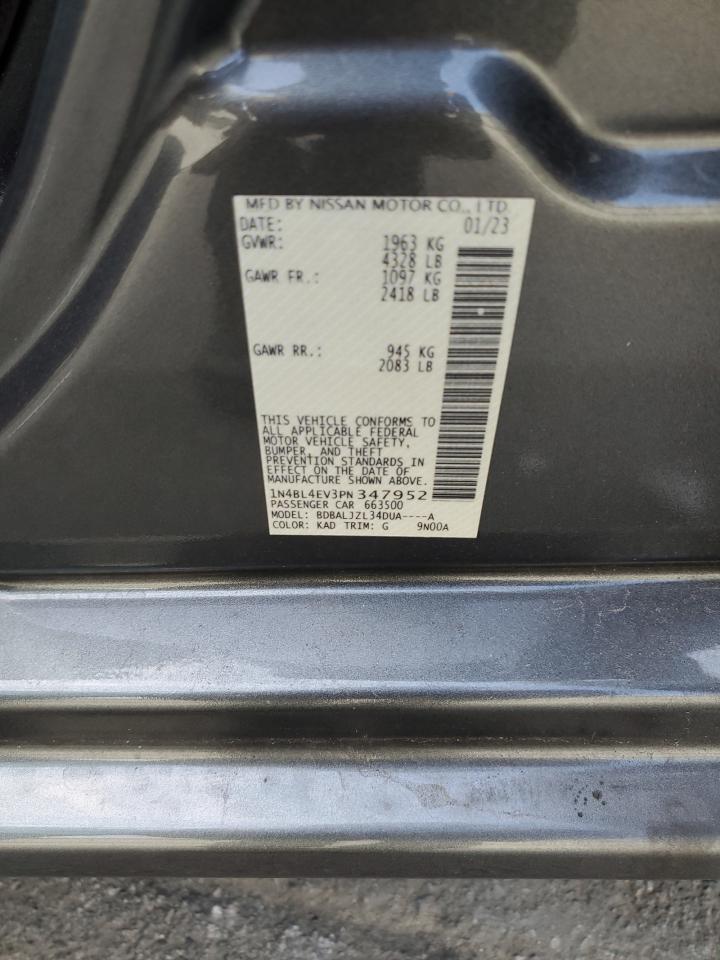 MFD BY NISSAN MOTOR CO., LTD.
DATE: 01/23
GVWR: 1963 KG
4328 LB
GAWR FR.: 1097 KG
2418 LB
GAWR RR.: 945 KG
2083 LB
THIS VEHICLE CONFORMS TO
ALL APPLICABLE FEDERAL
MOTOR VEHICLE SAFETY,
BUMPER, AND THEFT
PREVENTION STANDARDS IN
EFFECT ON THE DATE OF
MANUFACTURE SHOWN ABOVE.
1N4BL4EV3PN347952
PASSENGER CAR 663500
MODEL: BDBALJZL34DUA----A
COLOR: KAD TRIM: G 9N00A